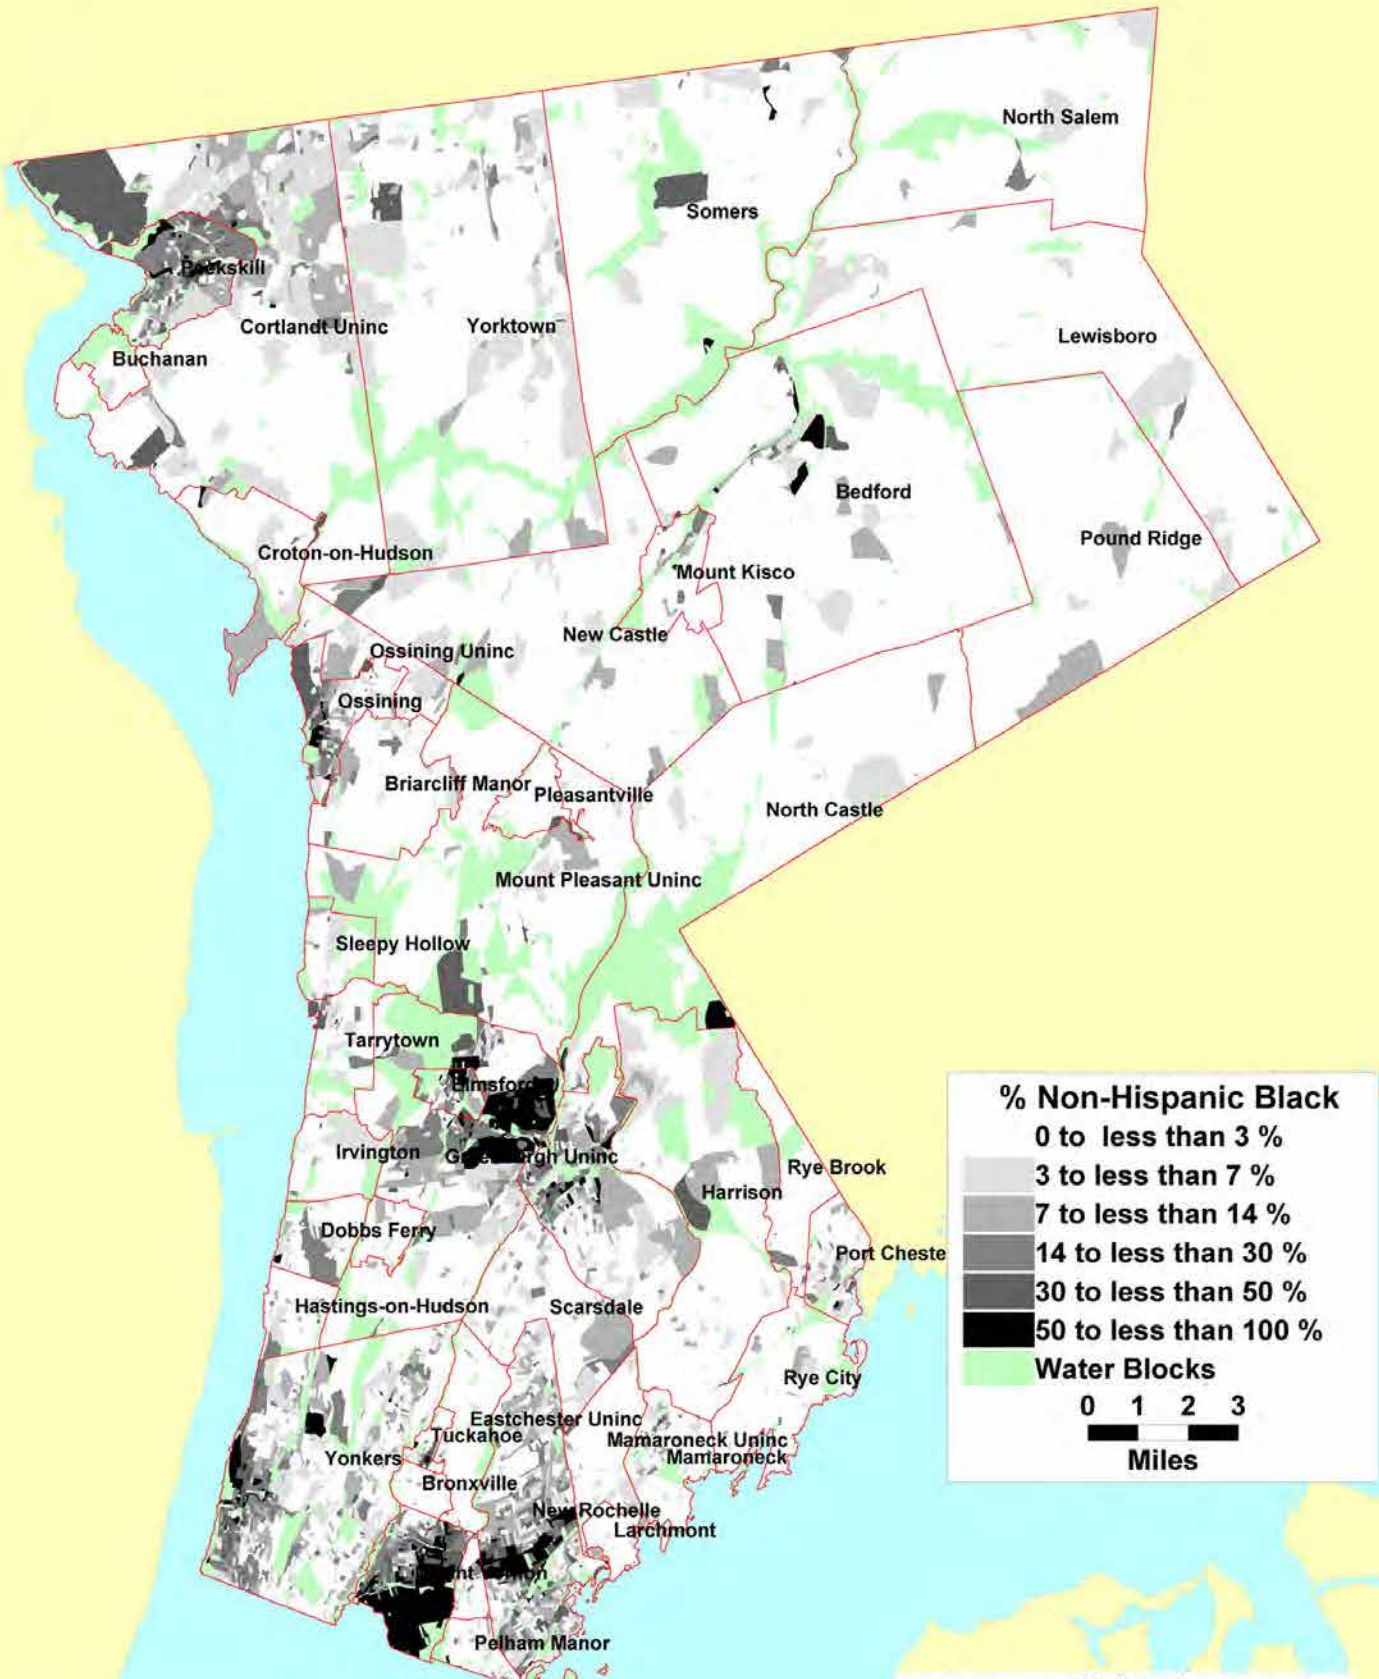 North Salem
Somers
Peekskill
Cortlandt Uninc
Yorktown
Lewisboro
Buchanan
Bedford
Pound Ridge
Croton-on-Hudson
Mount Kisco
New Castle
Ossining Uninc
Ossining
Briarcliff Manor
Pleasantville
North Castle
Mount Pleasant Uninc
Sleepy Hollow
Tarrytown
Elmsford
Irvington
Uninc
Rye Brook
Harrison
Dobbs Ferry
Port Cheste
Hastings-on-Hudson
Scarsdale
Rye City
Eastchester Uninc
Tuckahoe
Mamaroneck Uninc
Yonkers
Mamaroneck
Bronxville
New Rochelle
Larchmont
Pelham Manor
% Non-Hispanic Black
0 to less than 3 %
3 to less than 7 %
7 to less than 14 %
14 to less than 30 %
30 to less than 50 %
50 to less than 100 %
Water Blocks
0 1 2 3
Miles